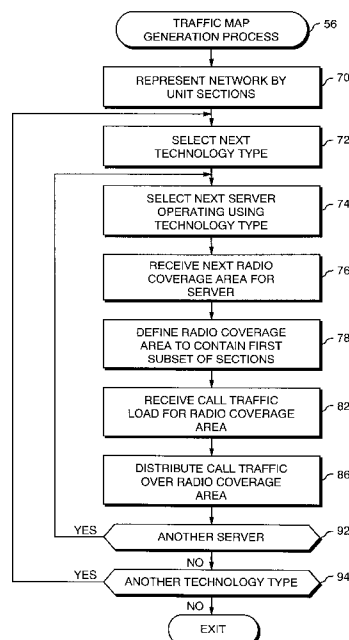 TRAFFIC MAP
GENERATION PROCESS
56
REPRESENT NETWORK BY
UNIT SECTIONS
70
SELECT NEXT
TECHNOLOGY TYPE
72
SELECT NEXT SERVER
OPERATING USING
TECHNOLOGY TYPE
74
RECEIVE NEXT RADIO
COVERAGE AREA FOR
SERVER
76
DEFINE RADIO COVERAGE
AREA TO CONTAIN FIRST
SUBSET OF SECTIONS
78
RECEIVE CALL TRAFFIC
LOAD FOR RADIO COVERAGE
AREA
82
DISTRIBUTE CALL TRAFFIC
OVER RADIO COVERAGE
AREA
86
YES
ANOTHER SERVER
92
NO
YES
ANOTHER TECHNOLOGY TYPE
94
NO
EXIT